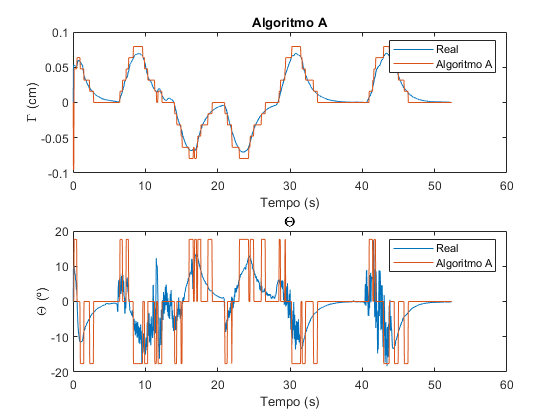 Algoritmo A
0.1
0.05
0
-0.05
-0.1
Γ (cm)
Real
Algoritmo A
0 10 20 30 40 50 60
Tempo (s)
Θ
20
10
0
-10
-20
Θ (º)
Real
Algoritmo A
0 10 20 30 40 50 60
Tempo (s)